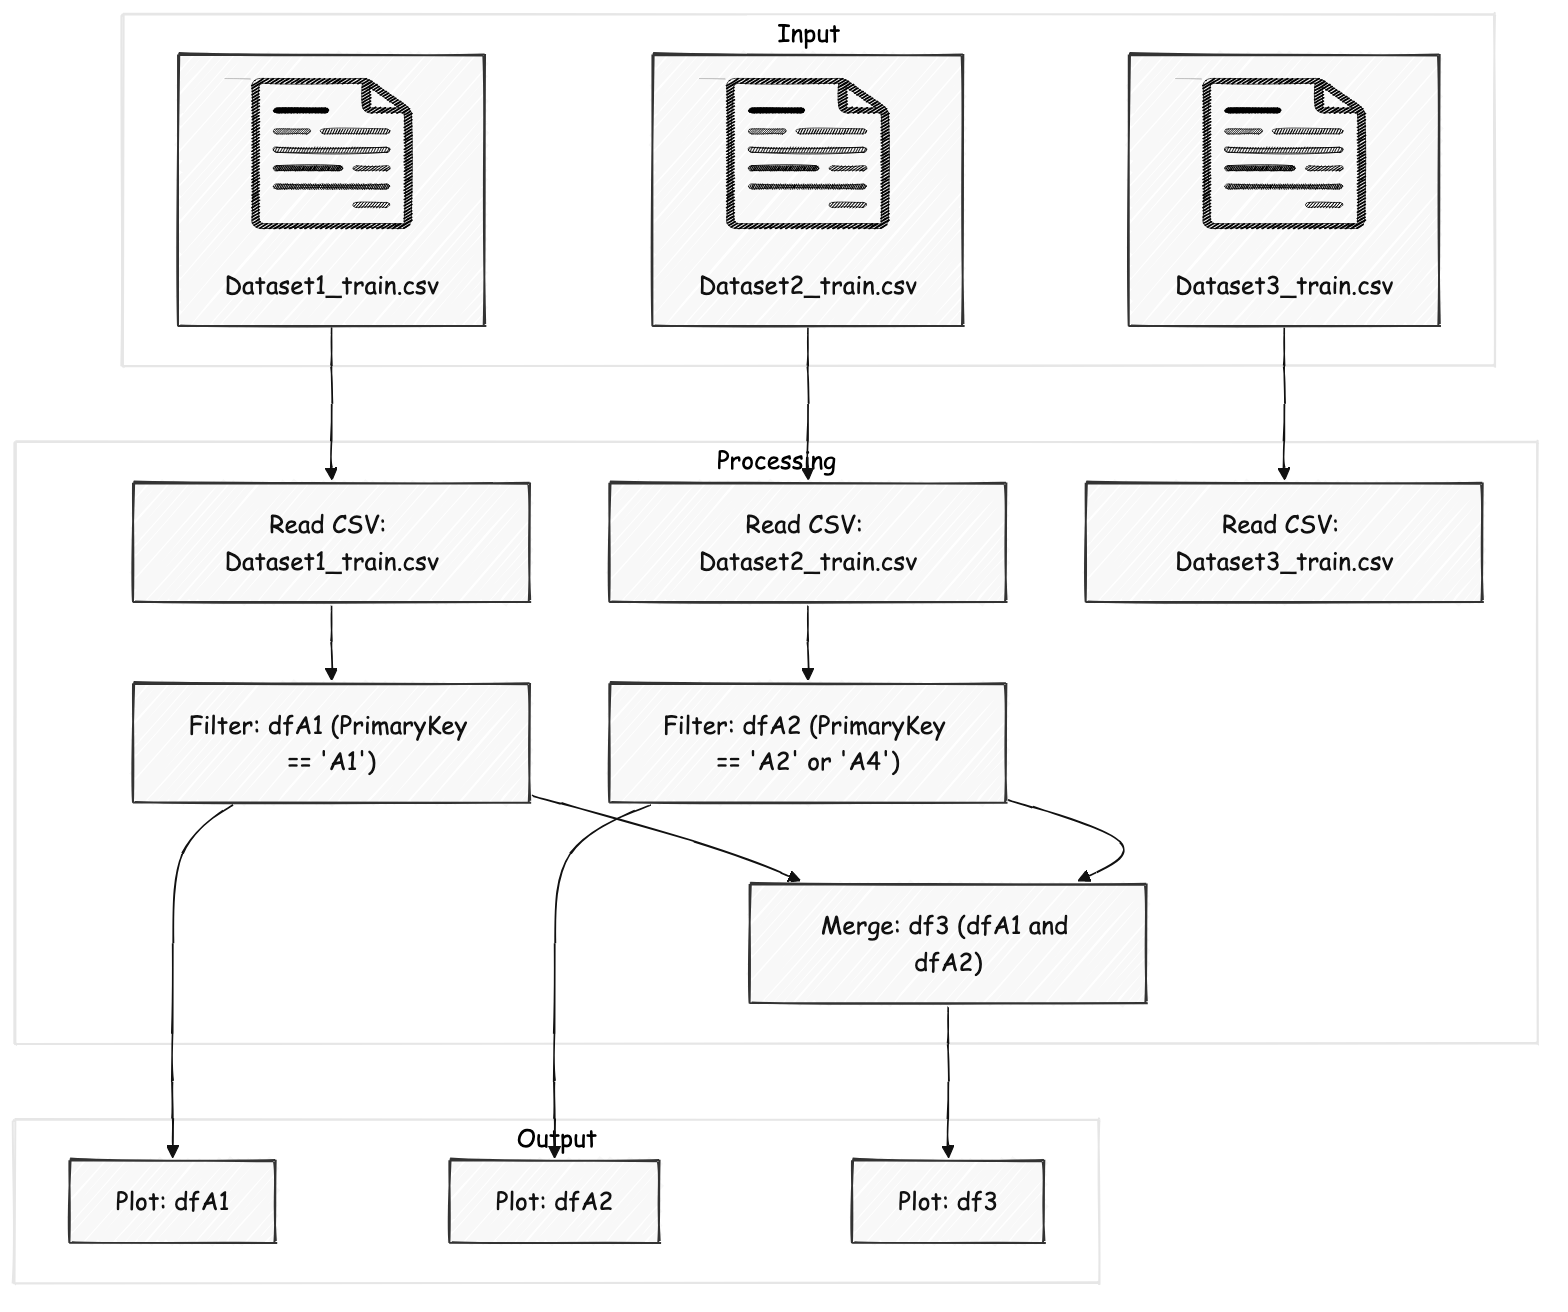 Input
Dataset1_train.csv
Dataset2_train.csv
Dataset3_train.csv
Processing
Read CSV:
Dataset1_train.csv
Read CSV:
Dataset2_train.csv
Read CSV:
Dataset3_train.csv
Filter: dfA1 (PrimaryKey
== 'A1')
Filter: dfA2 (PrimaryKey
== 'A2' or 'A4')
Merge: df3 (dfA1 and
dfA2)
Output
Plot: dfA1
Plot: dfA2
Plot: df3